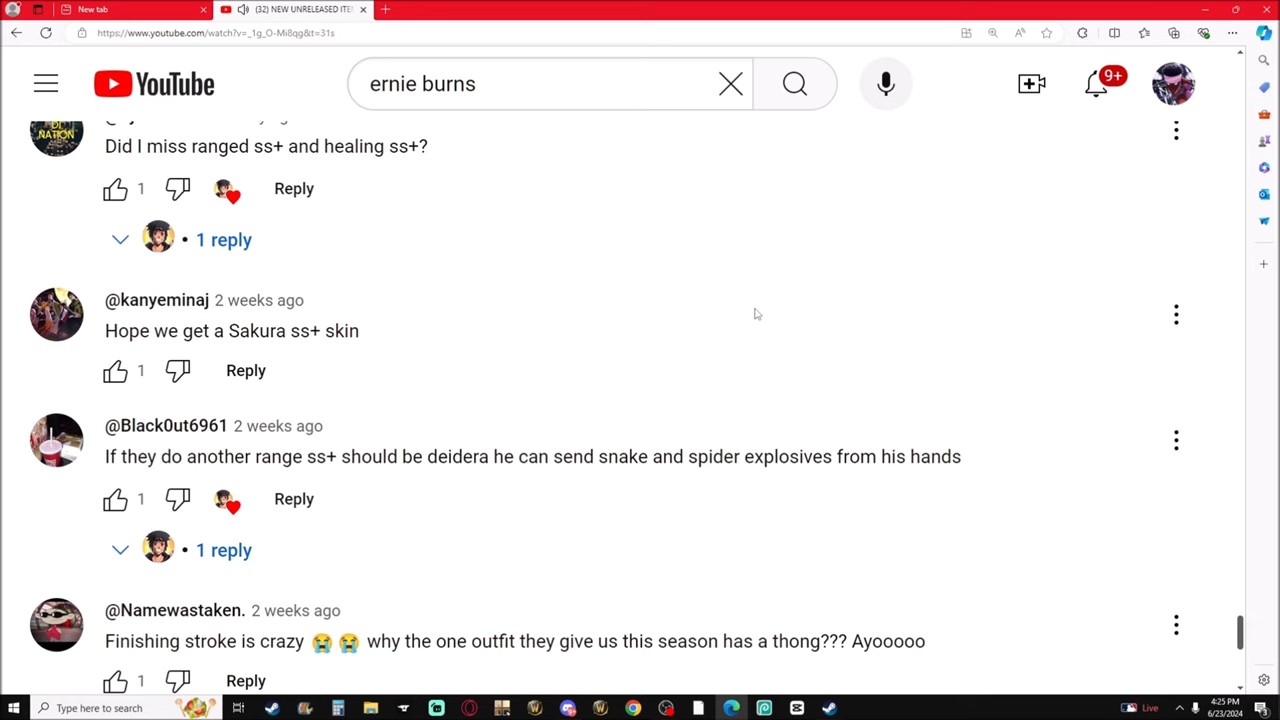 New tab
(32) NEW UNRELEASED ITE
https://www.youtube.com/watch?v=_1g_O-Mi8qg&t=31s
YouTube
ernie burns
9+
NATION
Did I miss ranged ss+ and healing ss+?
1
Reply
• 1 reply
@kanyeminaj 2 weeks ago
Hope we get a Sakura ss+ skin
1
Reply
@Black0ut6961 2 weeks ago
If they do another range ss+ should be deidera he can send snake and spider explosives from his hands
1
Reply
• 1 reply
@Namewastaken. 2 weeks ago
Finishing stroke is crazy 😭 😭 why the one outfit they give us this season has a thong??? Ayooooo
1
Reply
Type here to search
Live
4:25 PM
6/23/2024
3